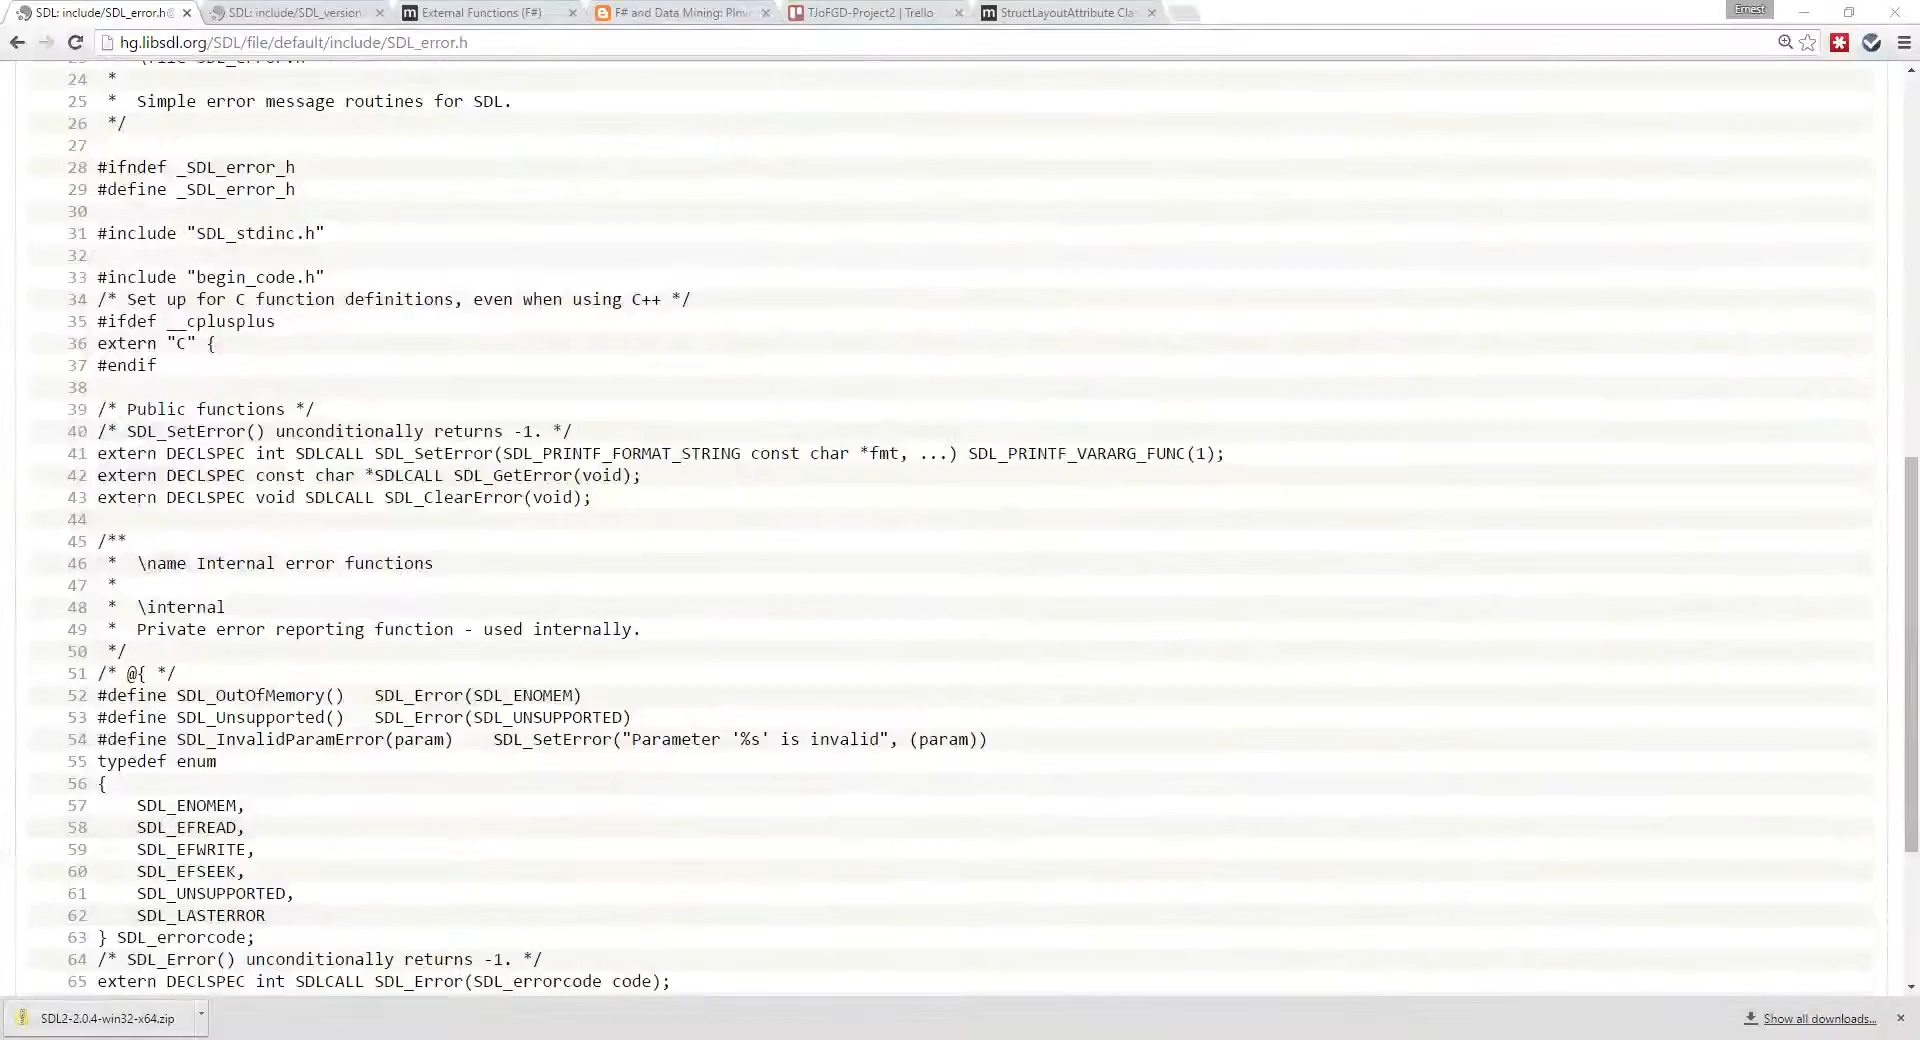 SDL: include/SDL_error.h@
SDL: include/SDL_version
External Functions (F#)
F# and Data Mining: PInv
TJoFGD-Project2 | Trello
StructLayoutAttribute Cla
Ernest
hg.libsdl.org/SDL/file/default/include/SDL_error.h
23 * \file SDL_error.h
24 *
25 * Simple error message routines for SDL.
26 */
27
28 #ifndef _SDL_error_h
29 #define _SDL_error_h
30
31 #include "SDL_stdinc.h"
32
33 #include "begin_code.h"
34 /* Set up for C function definitions, even when using C++ */
35 #ifdef __cplusplus
36 extern "C" {
37 #endif
38
39 /* Public functions */
40 /* SDL_SetError() unconditionally returns -1. */
41 extern DECLSPEC int SDLCALL SDL_SetError(SDL_PRINTF_FORMAT_STRING const char *fmt, ...) SDL_PRINTF_VARARG_FUNC(1);
42 extern DECLSPEC const char *SDLCALL SDL_GetError(void);
43 extern DECLSPEC void SDLCALL SDL_ClearError(void);
44
45 /**
46 * \name Internal error functions
47 *
48 * \internal
49 * Private error reporting function - used internally.
50 */
51 /* @{ */
52 #define SDL_OutOfMemory() SDL_Error(SDL_ENOMEM)
53 #define SDL_Unsupported() SDL_Error(SDL_UNSUPPORTED)
54 #define SDL_InvalidParamError(param) SDL_SetError("Parameter '%s' is invalid", (param))
55 typedef enum
56 {
57 SDL_ENOMEM,
58 SDL_EFREAD,
59 SDL_EFWRITE,
60 SDL_EFSEEK,
61 SDL_UNSUPPORTED,
62 SDL_LASTERROR
63 } SDL_errorcode;
64 /* SDL_Error() unconditionally returns -1. */
65 extern DECLSPEC int SDLCALL SDL_Error(SDL_errorcode code);
SDL2-2.0.4-win32-x64.zip
Show all downloads...